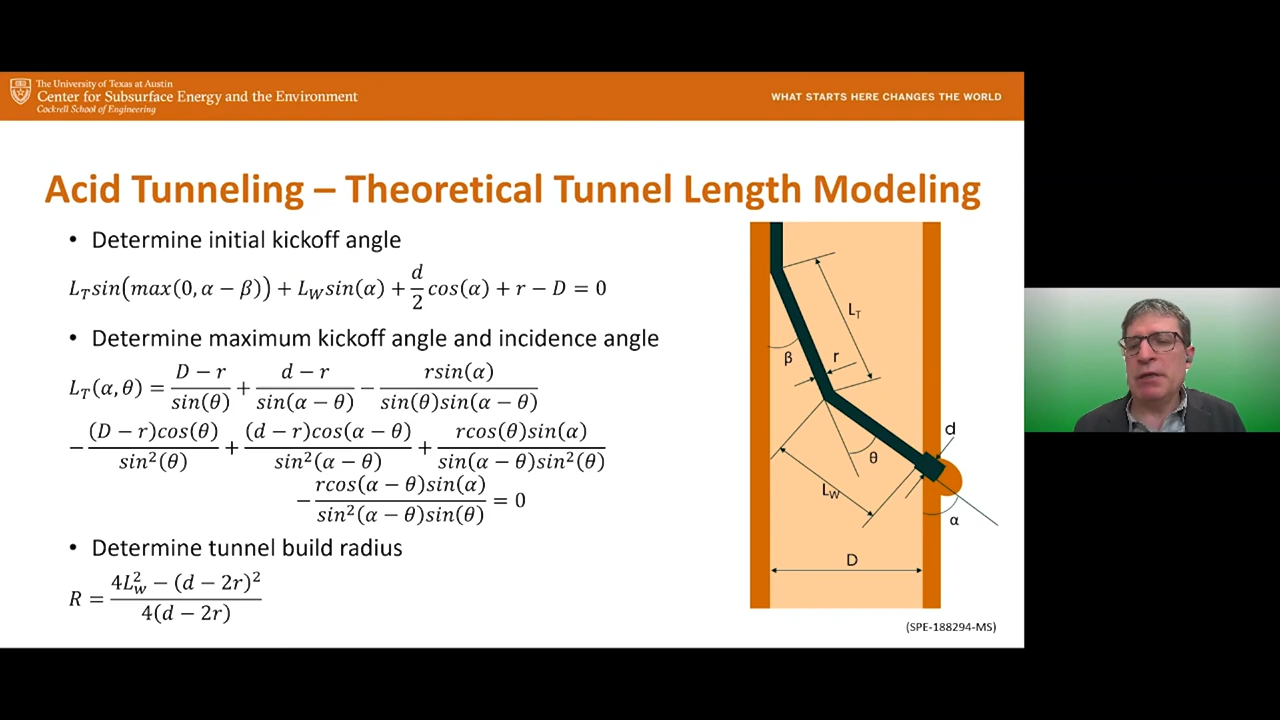 The University of Texas at Austin
Center for Subsurface Energy and the Environment
Cockrell School of Engineering
WHAT STARTS HERE CHANGES THE WORLD
Acid Tunneling – Theoretical Tunnel Length Modeling
• Determine initial kickoff angle
L_T sin(max(0, α − β)) + L_W sin(α) + d/2 cos(α) + r − D = 0
• Determine maximum kickoff angle and incidence angle
L_T(α, θ) = (D − r)/sin(θ) + (d − r)/sin(α − θ) − rsin(α)/(sin(θ)sin(α − θ))
− (D − r)cos(θ)/sin²(θ) + (d − r)cos(α − θ)/sin²(α − θ) + rcos(θ)sin(α)/(sin(α − θ)sin²(θ))
− rcos(α − θ)sin(α)/(sin²(α − θ)sin(θ)) = 0
• Determine tunnel build radius
R = (4L_w² − (d − 2r)²)/(4(d − 2r))
L_T
β
r
d
θ
L_W
α
D
(SPE-188294-MS)